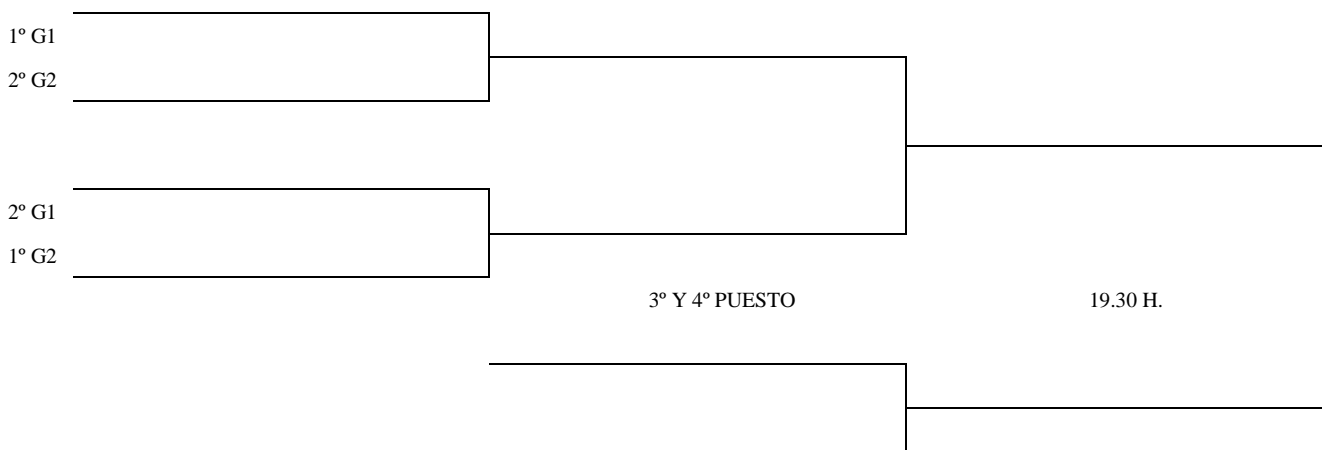 1º G1
2º G2
2º G1
1º G2
3º Y 4º PUESTO
19.30 H.